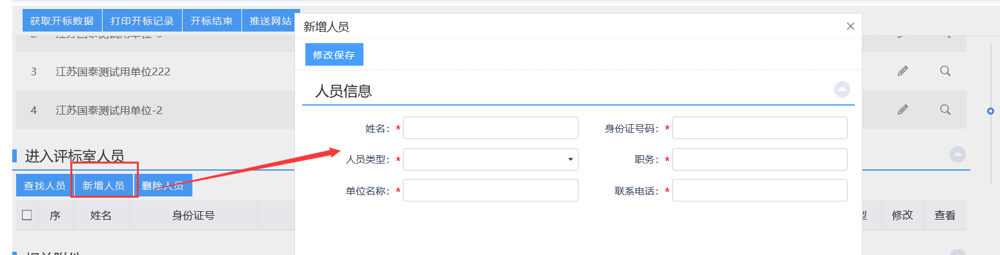 获取开标数据 打印开标记录 开标结束 推送网站
新增人员
修改保存
3 江苏国泰测试用单位222
人员信息
4 江苏国泰测试用单位-2
姓名：* 身份证号码：*
进入评标室人员
人员类型：* 职务：*
查找人员 新增人员 删除人员
单位名称：* 联系电话：*
序 姓名 身份证号 修改 查看